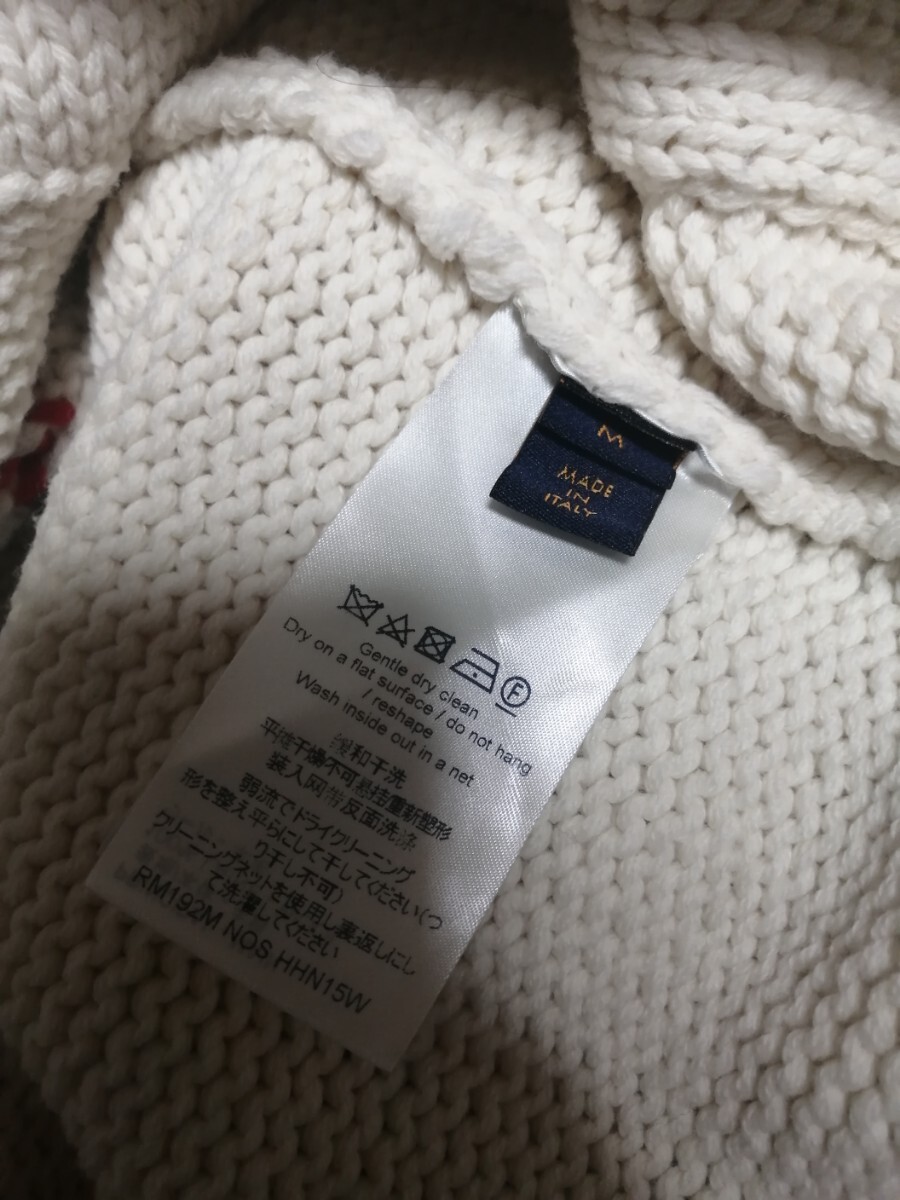 M
MADE
IN
ITALY
F
Gentle dry clean
Dry on a flat surface / do not hang
/ reshape
Wash inside out in a net
缓和干洗
平摊干燥不可悬挂重新塑形
装入网带反面洗涤
弱流でドライクリーニング
形を整え平らにして干してください(つ
り干し不可)
クリーニングネットを使用し裏返しにし
て洗濯してください
RM192M NOS HHN15W